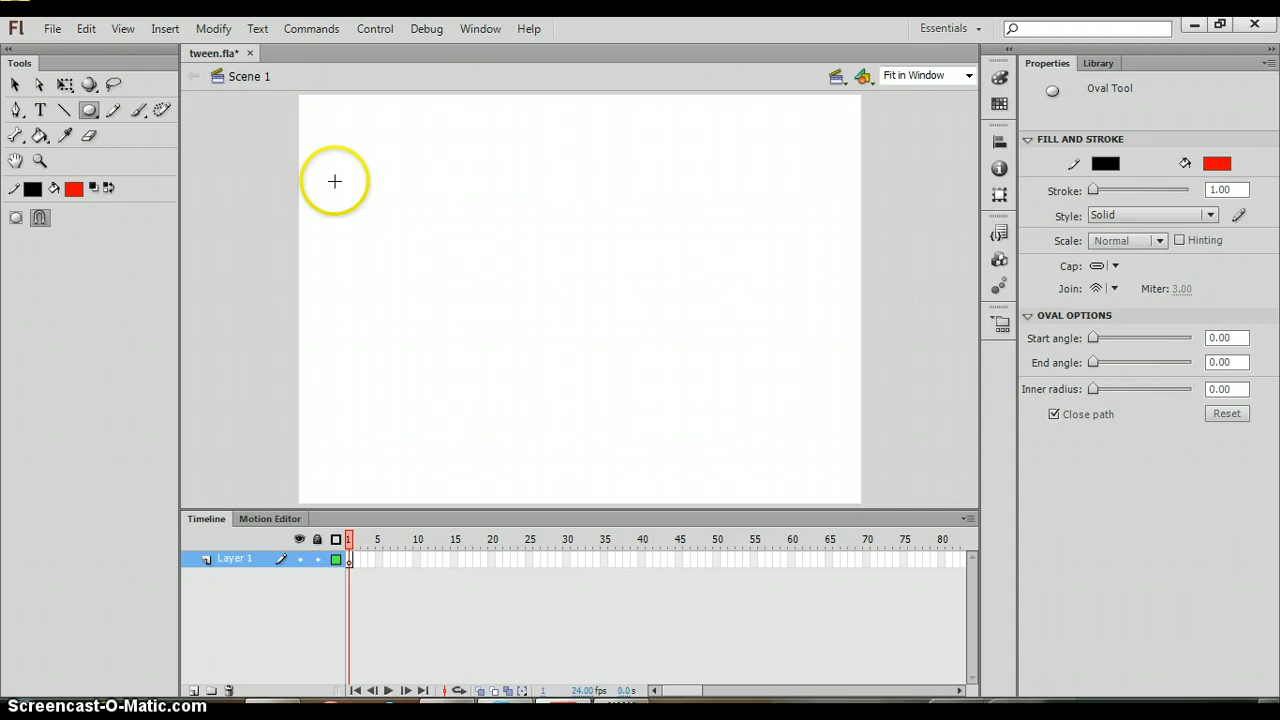 Fl File Edit View Insert Modify Text Commands Control Debug Window Help Essentials
Tools
tween.fla*
Properties Library
Scene 1
Fit in Window
Oval Tool
FILL AND STROKE
Stroke: 1.00
Style: Solid
Scale: Normal Hinting
Cap:
Join: Miter: 3.00
OVAL OPTIONS
Start angle: 0.00
End angle: 0.00
Inner radius: 0.00
Close path Reset
Timeline Motion Editor
1 5 10 15 20 25 30 35 40 45 50 55 60 65 70 75 80
Layer 1
1 24.00 fps 0.0 s
Screencast-O-Matic.com